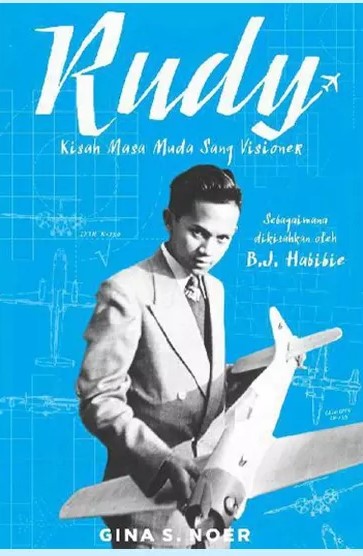 Rudy
Kisah Masa Muda Sang Visioner
Sebagaimana
dikisahkan oleh
B.J. Habibie
GINA S. NOER